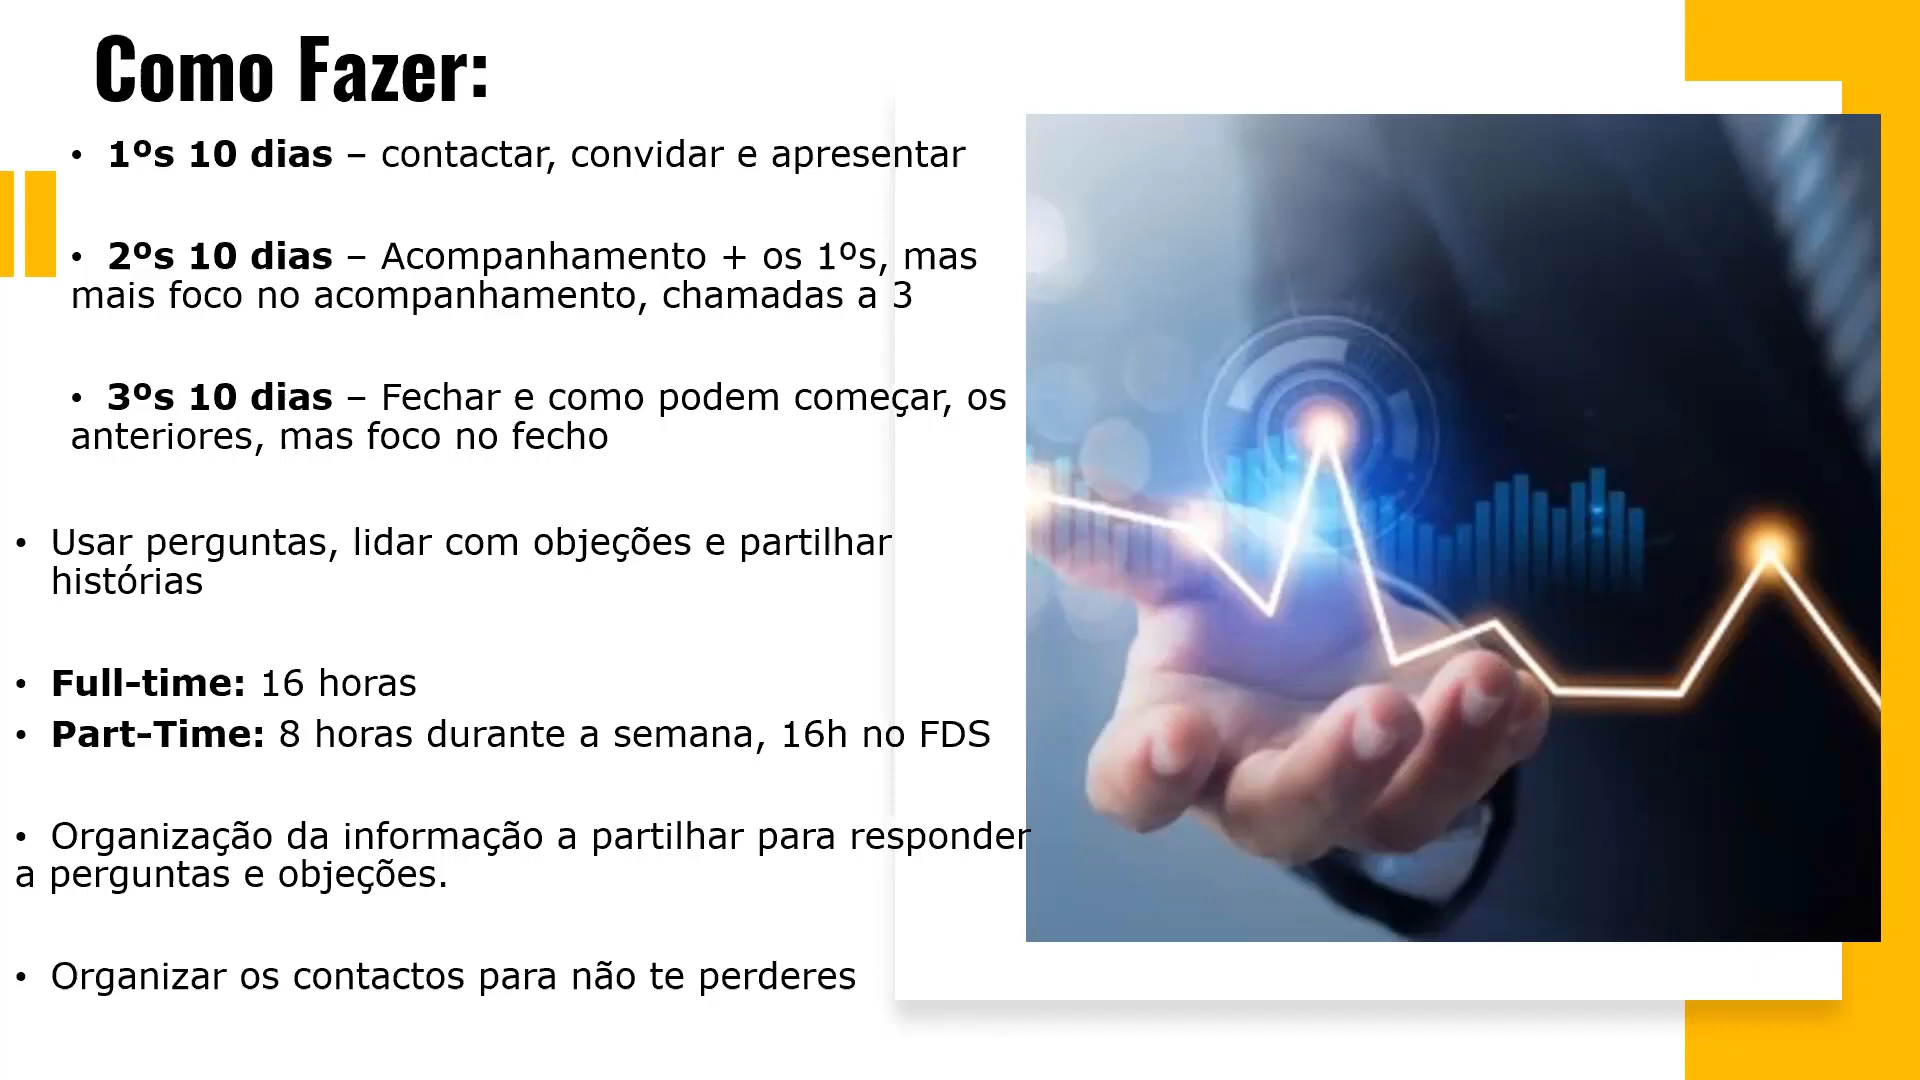 Como Fazer:
• 1ºs 10 dias – contactar, convidar e apresentar
• 2ºs 10 dias – Acompanhamento + os 1ºs, mas
mais foco no acompanhamento, chamadas a 3
• 3ºs 10 dias – Fechar e como podem começar, os
anteriores, mas foco no fecho
• Usar perguntas, lidar com objeções e partilhar
histórias
• Full-time: 16 horas
• Part-Time: 8 horas durante a semana, 16h no FDS
• Organização da informação a partilhar para responder
a perguntas e objeções.
• Organizar os contactos para não te perderes